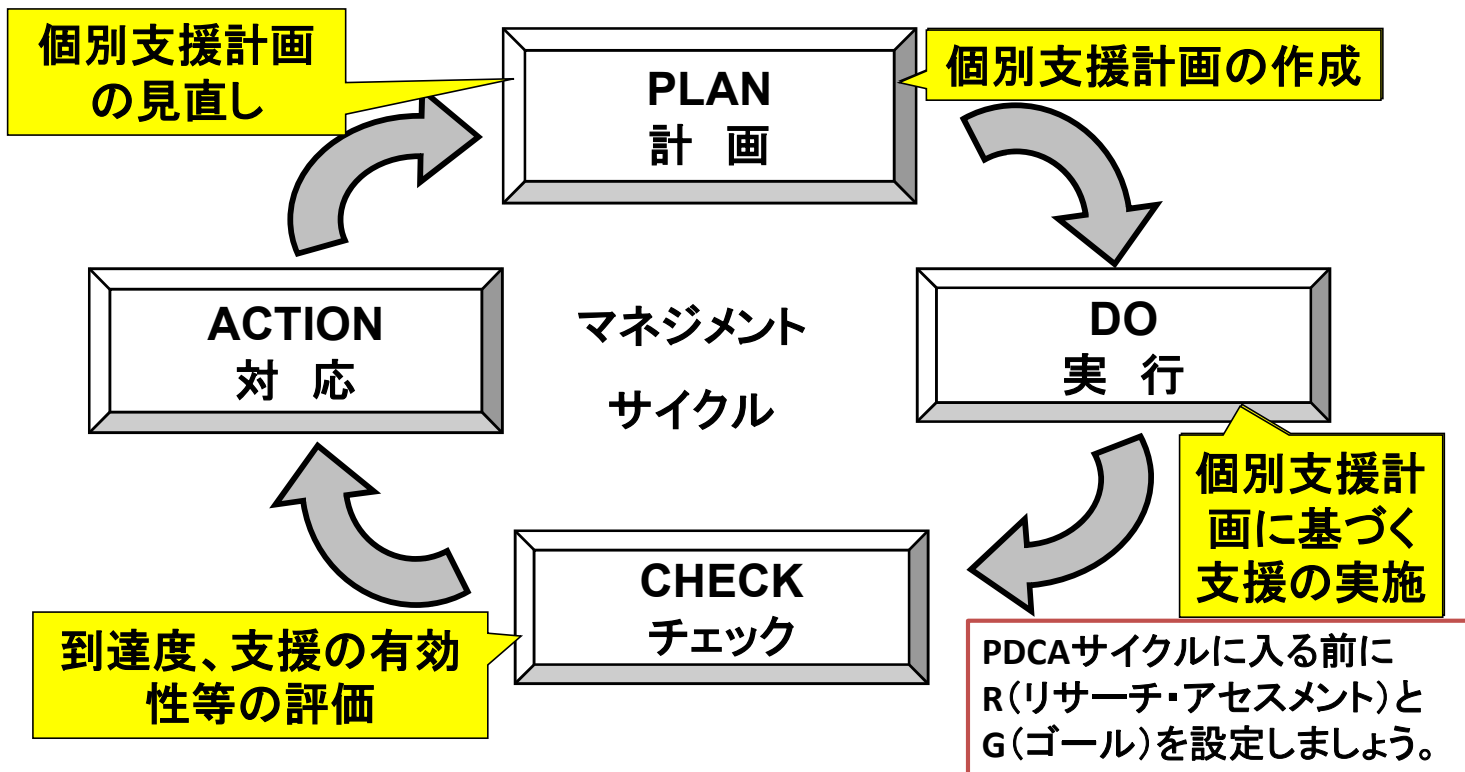 個別支援計画
の見直し
PLAN
計　画
個別支援計画の作成
ACTION
対　応
マネジメント
サイクル
DO
実　行
個別支援計
画に基づく
支援の実施
CHECK
チェック
到達度、支援の有効
性等の評価
PDCAサイクルに入る前に
R（リサーチ・アセスメント）と
G（ゴール）を設定しましょう。